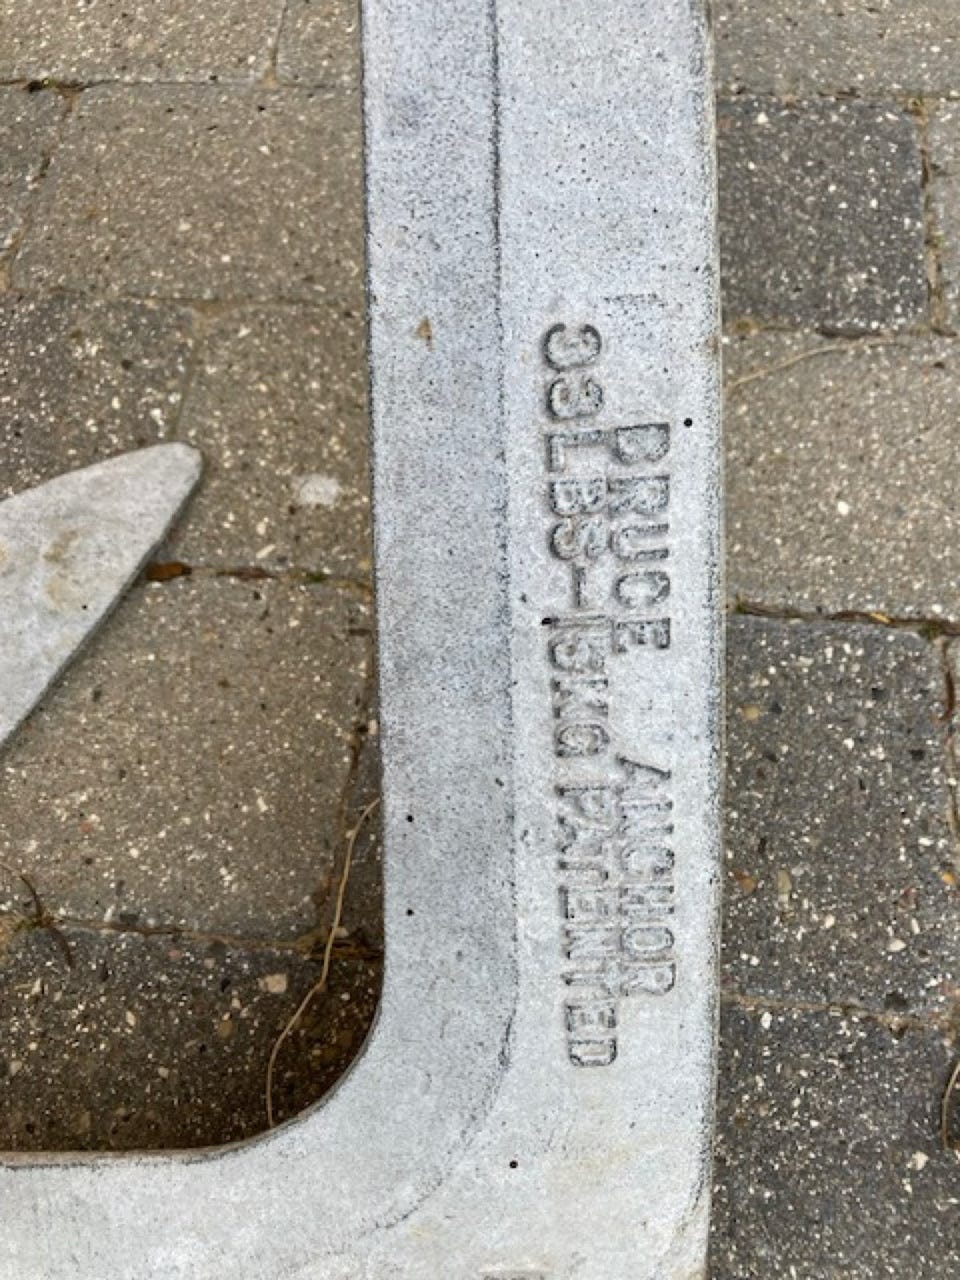 BRUCE ANCHOR
33LBS-15KG PATENTED